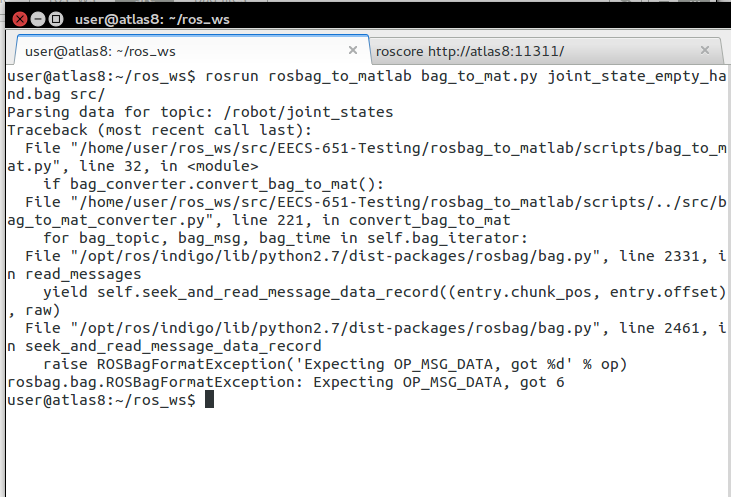 user@atlas8: ~/ros_ws
user@atlas8: ~/ros_ws
roscore http://atlas8:11311/
user@atlas8:~/ros_ws$ rosrun rosbag_to_matlab bag_to_mat.py joint_state_empty_ha
nd.bag src/
Parsing data for topic: /robot/joint_states
Traceback (most recent call last):
  File "/home/user/ros_ws/src/EECS-651-Testing/rosbag_to_matlab/scripts/bag_to_m
at.py", line 32, in <module>
    if bag_converter.convert_bag_to_mat():
  File "/home/user/ros_ws/src/EECS-651-Testing/rosbag_to_matlab/scripts/../src/b
ag_to_mat_converter.py", line 221, in convert_bag_to_mat
    for bag_topic, bag_msg, bag_time in self.bag_iterator:
  File "/opt/ros/indigo/lib/python2.7/dist-packages/rosbag/bag.py", line 2331, i
n read_messages
    yield self.seek_and_read_message_data_record((entry.chunk_pos, entry.offset)
, raw)
  File "/opt/ros/indigo/lib/python2.7/dist-packages/rosbag/bag.py", line 2461, i
n seek_and_read_message_data_record
    raise ROSBagFormatException('Expecting OP_MSG_DATA, got %d' % op)
rosbag.bag.ROSBagFormatException: Expecting OP_MSG_DATA, got 6
user@atlas8:~/ros_ws$